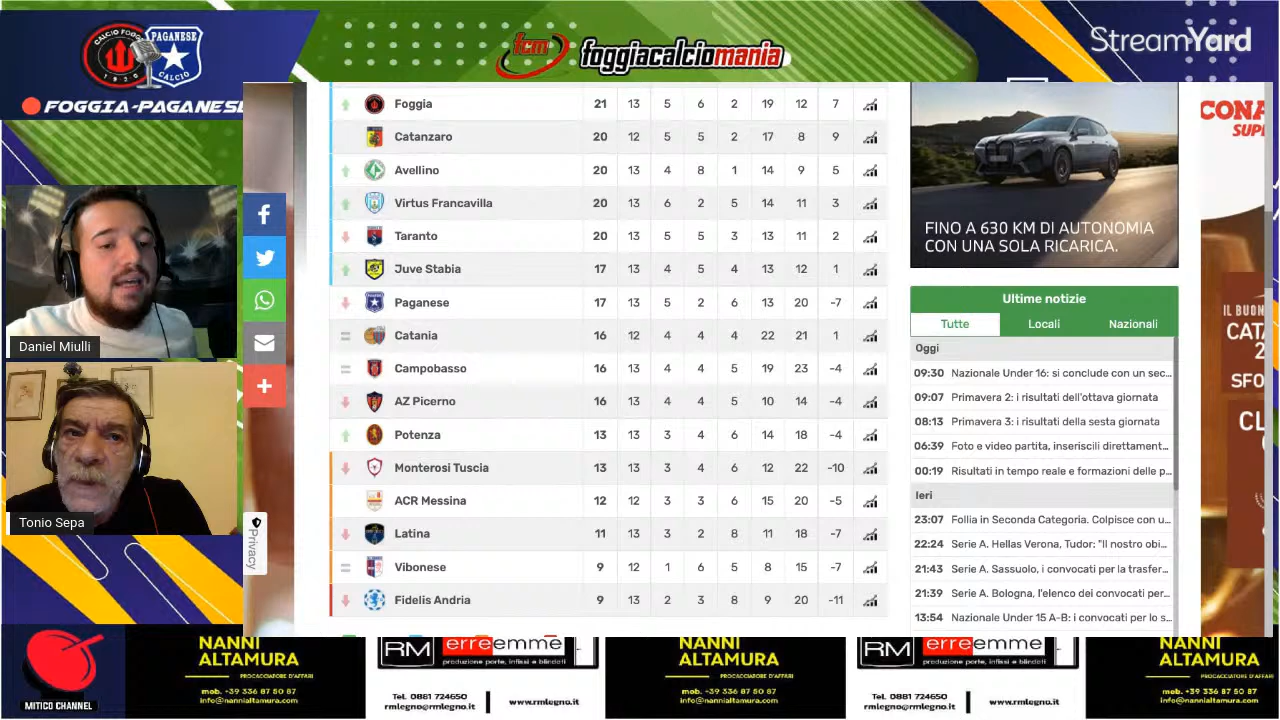 CALCIO FOGGIA
1920
PAGANESE
CALCIO
FOGGIA-PAGANESE
fcm foggiacalciomania
StreamYard
Foggia 21 13 5 6 2 19 12 7
Catanzaro 20 12 5 5 2 17 8 9
Avellino 20 13 4 8 1 14 9 5
Virtus Francavilla 20 13 6 2 5 14 11 3
Taranto 20 13 5 5 3 13 11 2
Juve Stabia 17 13 4 5 4 13 12 1
Paganese 17 13 5 2 6 13 20 -7
Catania 16 12 4 4 4 22 21 1
Campobasso 16 13 4 4 5 19 23 -4
AZ Picerno 16 13 4 4 5 10 14 -4
Potenza 13 13 3 4 6 14 18 -4
Monterosi Tuscia 13 13 3 4 6 12 22 -10
ACR Messina 12 12 3 3 6 15 20 -5
Latina 11 13 3 2 8 11 18 -7
Vibonese 9 12 1 6 5 8 15 -7
Fidelis Andria 9 13 2 3 8 9 20 -11
Privacy
Daniel Miulli
Tonio Sepa
FINO A 630 KM DI AUTONOMIA
CON UNA SOLA RICARICA.
Ultime notizie
Tutte Locali Nazionali
Oggi
09:30 Nazionale Under 16: si conclude con un sec...
09:07 Primavera 2: i risultati dell'ottava giornata
08:13 Primavera 3: i risultati della sesta giornata
06:39 Foto e video partita, inseriscili direttament...
00:19 Risultati in tempo reale e formazioni delle p...
Ieri
23:07 Follia in Seconda Categoria. Colpisce con u...
22:24 Serie A. Hellas Verona, Tudor: "Il nostro obi...
21:43 Serie A. Sassuolo, i convocati per la trasfer...
21:39 Serie A. Bologna, l'elenco dei convocati per...
13:54 Nazionale Under 15 A-B: i convocati per lo s...
CONA
SUP
IL BUON
CAT
2
SFO
CL
MITICO CHANNEL
NANNI
ALTAMURA
PROCACCIATORE D'AFFARI
mob. +39 336 87 50 87
info@nannialtamura.com
RM erreemme
produzione porte, infissi e blindati
Tel. 0881 724650
rmlegno@rmlegno.it
www.rmlegno.it
NANNI
ALTAMURA
PROCACCIATORE D'AFFARI
mob. +39 336 87 50 87
info@nannialtamura.com
RM erreemme
produzione porte, infissi e blindati
Tel. 0881 724650
rmlegno@rmlegno.it
www.rmlegno.it
NANNI
ALTAMURA
PROCACCIATORE D'AFFARI
mob. +39 336 87 50 87
info@nannialtamura.com